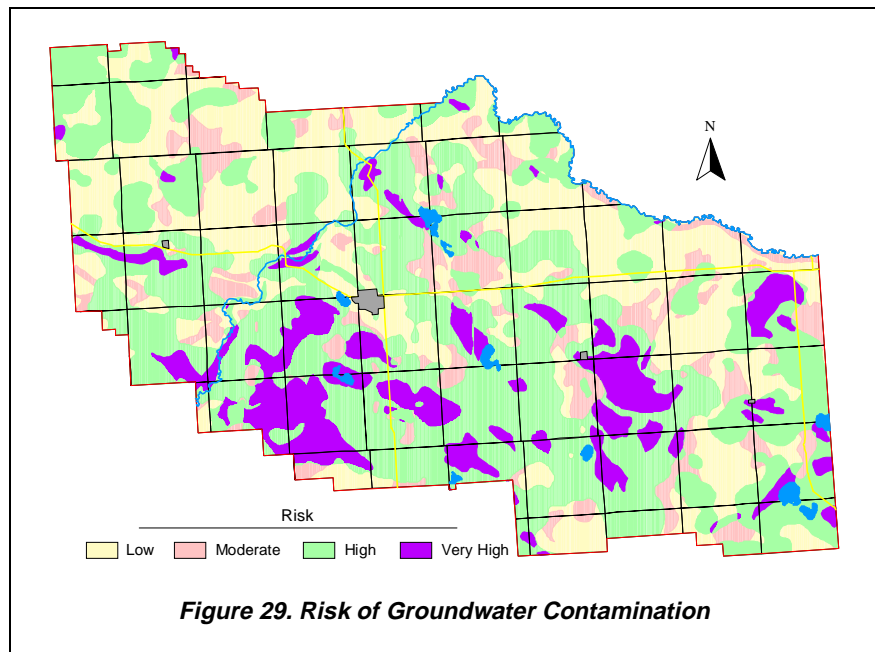 N
Risk
Low Moderate High Very High
Figure 29. Risk of Groundwater Contamination